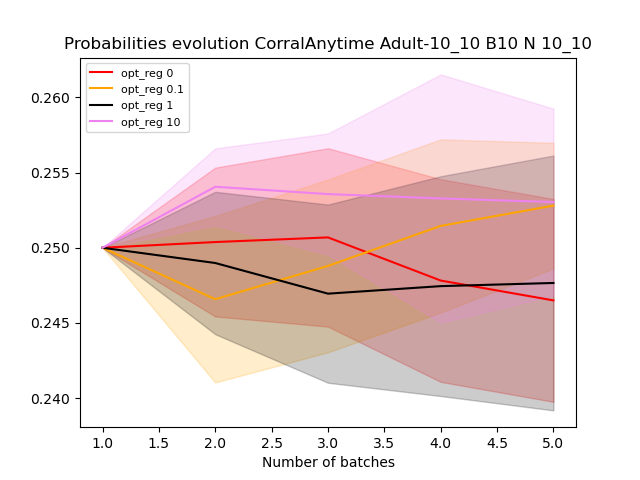 Probabilities evolution CorralAnytime Adult-10_10 B10 N 10_10
opt_reg 0
opt_reg 0.1
opt_reg 1
opt_reg 10
0.260
0.255
0.250
0.245
0.240
1.0 1.5 2.0 2.5 3.0 3.5 4.0 4.5 5.0
Number of batches